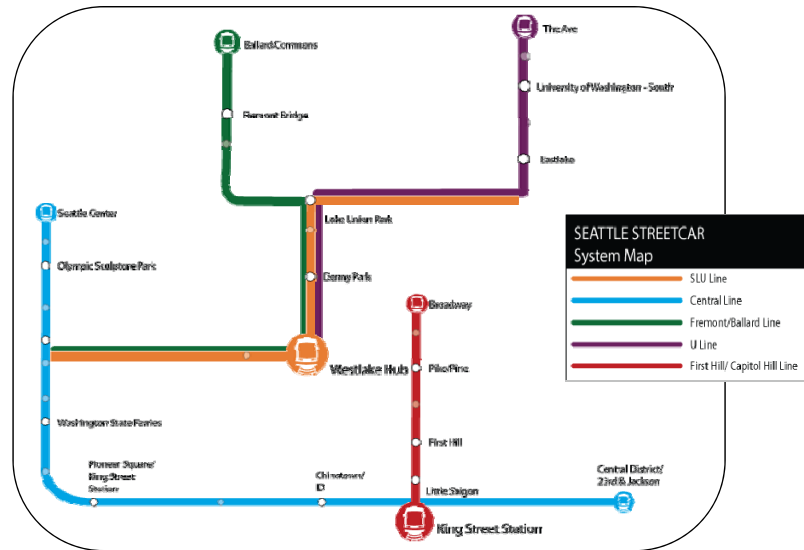 The Ave
Ballard/Commons
University of Washington - South
Fremont Bridge
Eastlake
Seattle Center
Lake Union Park
SEATTLE STREETCAR
System Map
Olympic Sculpture Park
Denny Park
SLU Line
Central Line
Broadway
Fremont/Ballard Line
U Line
Westlake Hub
Pike/Pine
First Hill/ Capitol Hill Line
Washington State Ferries
First Hill
Pioneer Square/
King Street
Station
Chinatown/
ID
Little Saigon
Central District/
23rd & Jackson
King Street Station